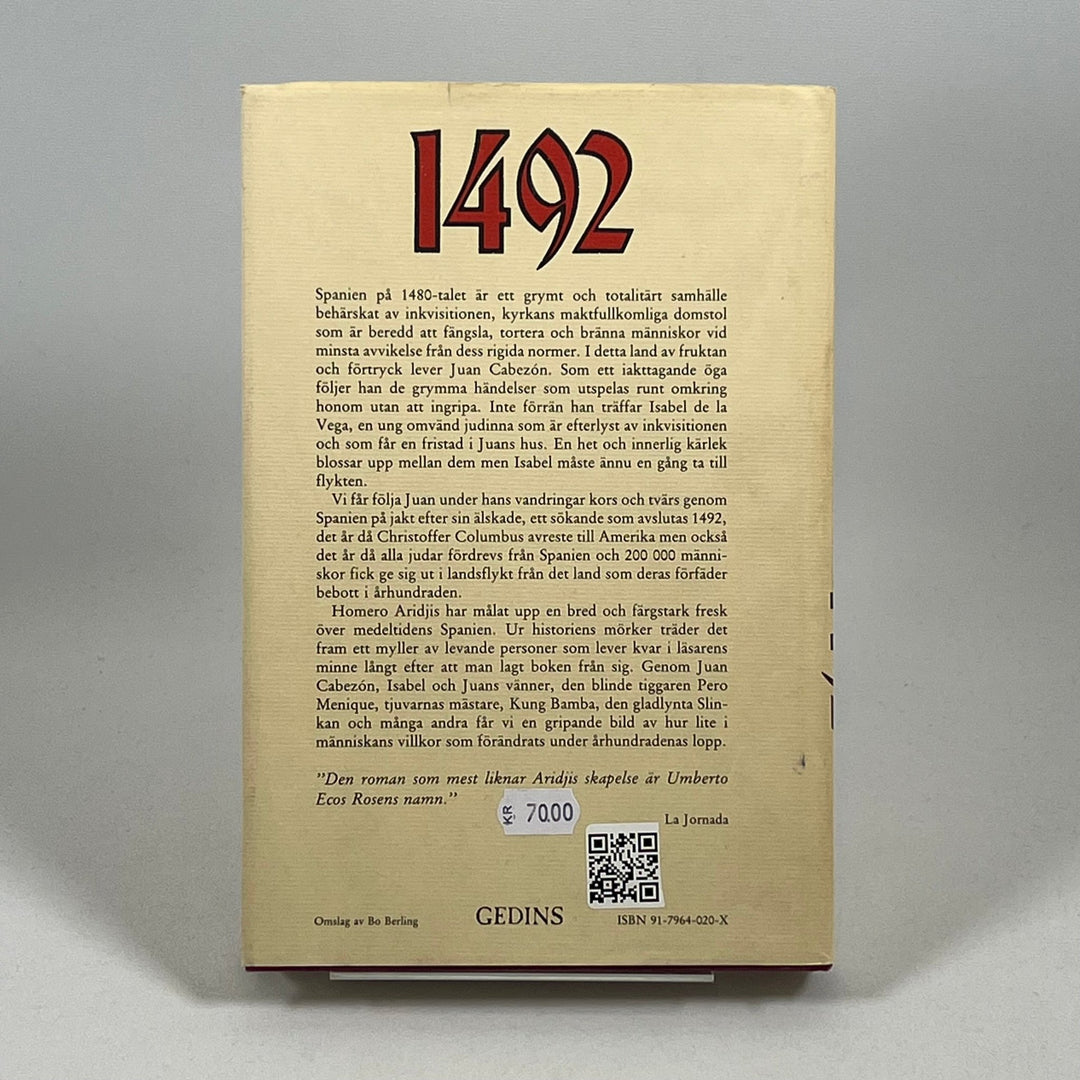 1492
Spanien på 1480-talet är ett grymt och totalitärt samhälle
behärskat av inkvisitionen, kyrkans maktfullkomliga domstol
som är beredd att fängsla, tortera och bränna människor vid
minsta avvikelse från dess rigida normer. I detta land av fruktan
och förtryck lever Juan Cabezón. Som ett iakttagande öga
följer han de grymma händelser som utspelas runt omkring
honom utan att ingripa. Inte förrän han träffar Isabel de la
Vega, en ung omvänd judinna som är efterlyst av inkvisitionen
och som får en fristad i Juans hus. En het och innerlig kärlek
blossar upp mellan dem men Isabel måste ännu en gång ta till
flykten.
Vi får följa Juan under hans vandringar kors och tvärs genom
Spanien på jakt efter sin älskade, ett sökande som avslutas 1492,
det år då Christoffer Columbus avreste till Amerika men också
det år då alla judar fördrevs från Spanien och 200 000 männi-
skor fick ge sig ut i landsflykt från det land som deras förfäder
bebott i århundraden.
Homero Aridjis har målat upp en bred och färgstark fresk
över medeltidens Spanien. Ur historiens mörker träder det
fram ett myller av levande personer som lever kvar i läsarens
minne långt efter att man lagt boken från sig. Genom Juan
Cabezón, Isabel och Juans vänner, den blinde tiggaren Pero
Menique, tjuvarnas mästare, Kung Bamba, den gladlynta Slin-
kan och många andra får vi en gripande bild av hur lite i
människans villkor som förändrats under århundradenas lopp.
”Den roman som mest liknar Aridjis skapelse är Umberto
Ecos Rosens namn.”
KR 7000
La Jornada
Omslag av Bo Berling
GEDINS
ISBN 91-7964-020-X